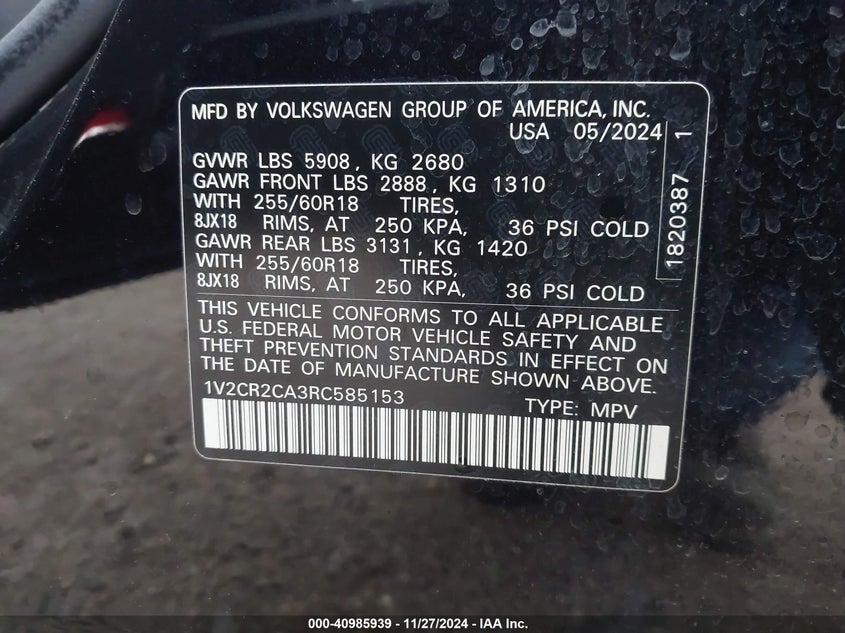 MFD BY VOLKSWAGEN GROUP OF AMERICA, INC.
USA 05/2024
GVWR LBS 5908, KG 2680
GAWR FRONT LBS 2888, KG 1310
WITH 255/60R18 TIRES,
8JX18 RIMS, AT 250 KPA, 36 PSI COLD
GAWR REAR LBS 3131, KG 1420
WITH 255/60R18 TIRES,
8JX18 RIMS, AT 250 KPA, 36 PSI COLD
THIS VEHICLE CONFORMS TO ALL APPLICABLE
U.S. FEDERAL MOTOR VEHICLE SAFETY AND
THEFT PREVENTION STANDARDS IN EFFECT ON
THE DATE OF MANUFACTURE SHOWN ABOVE.
1V2CR2CA3RC585153 TYPE: MPV
1820387 1
000-40985939 - 11/27/2024 - IAA Inc.